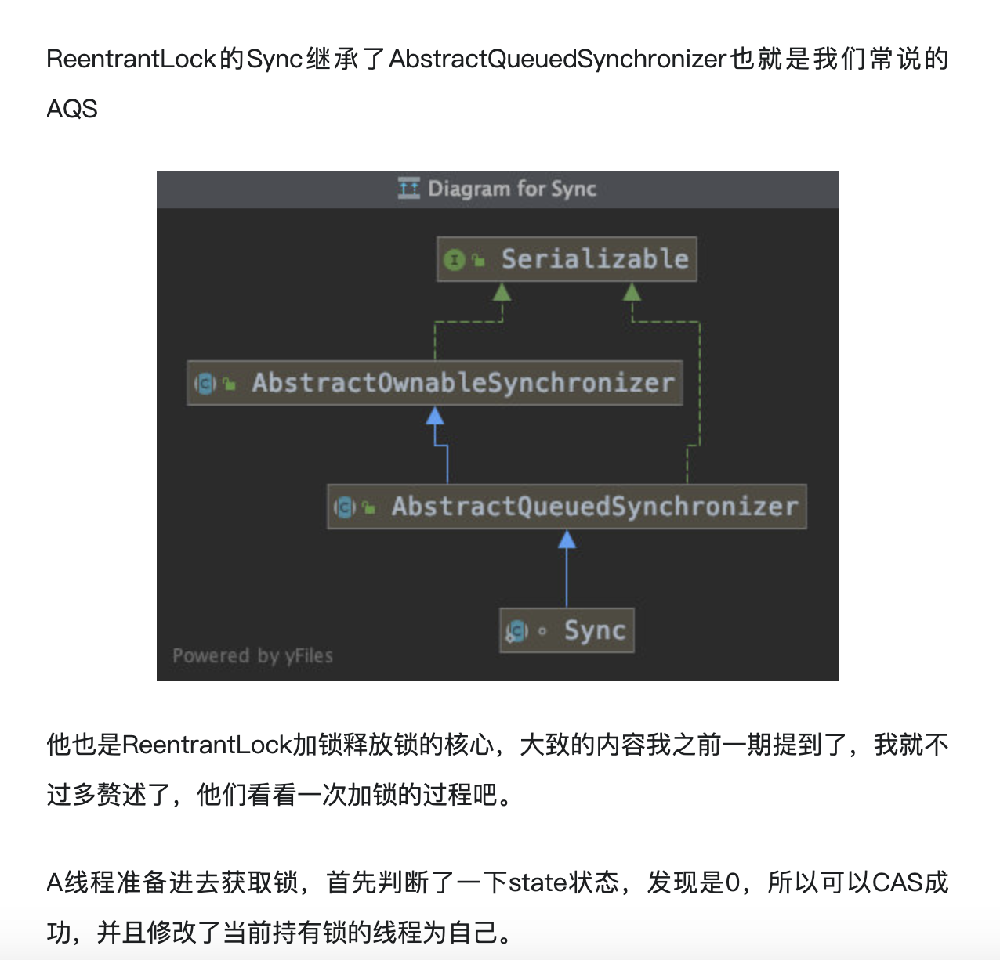 ReentrantLock的Sync继承了AbstractQueuedSynchronizer也就是我们常说的
AQS
Diagram for Sync
Serializable
AbstractOwnableSynchronizer
AbstractQueuedSynchronizer
Sync
Powered by yFiles
他也是ReentrantLock加锁释放锁的核心，大致的内容我之前一期提到了，我就不
过多赘述了，他们看看一次加锁的过程吧。
A线程准备进去获取锁，首先判断了一下state状态，发现是0，所以可以CAS成
功，并且修改了当前持有锁的线程为自己。